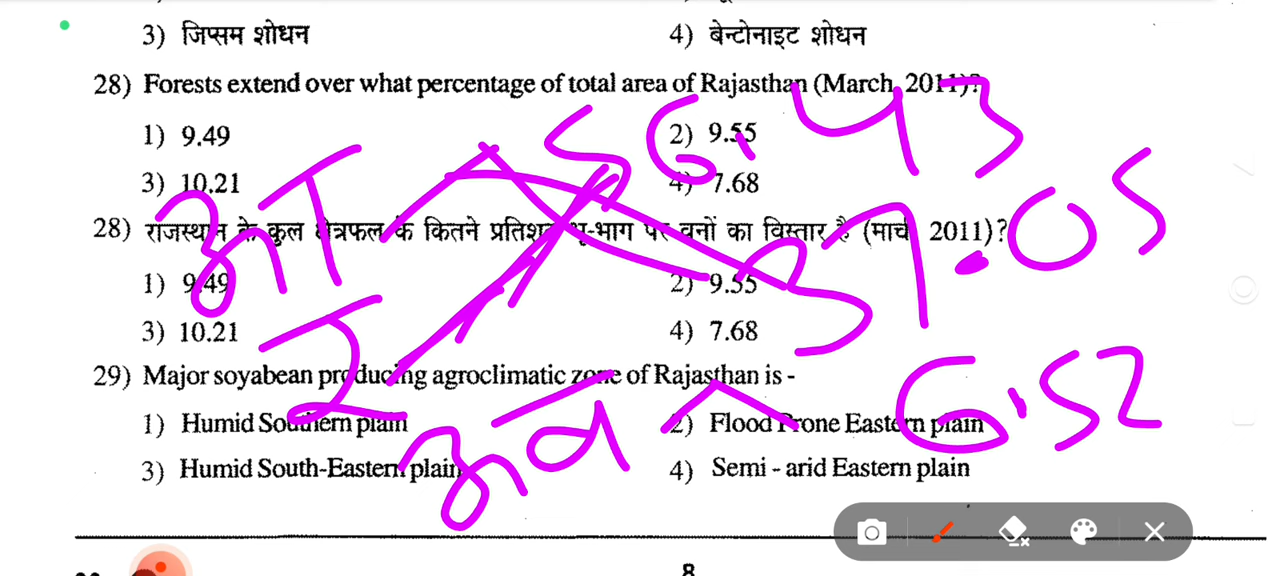 3) जिप्सम शोधन 4) बेन्टोनाइट शोधन
28) Forests extend over what percentage of total area of Rajasthan (March, 2011)?
1) 9.49 2) 9.55
3) 10.21 4) 7.68
28) राजस्थान के कुल क्षेत्रफल के कितने प्रतिशत भू-भाग पर वनों का विस्तार है (मार्च, 2011)?
1) 9.49 2) 9.55
3) 10.21 4) 7.68
29) Major soyabean producing agroclimatic zone of Rajasthan is -
1) Humid Southern plain 2) Flood Prone Eastern plain
3) Humid South-Eastern plain 4) Semi - arid Eastern plain
8
56.43
37.05
6.52